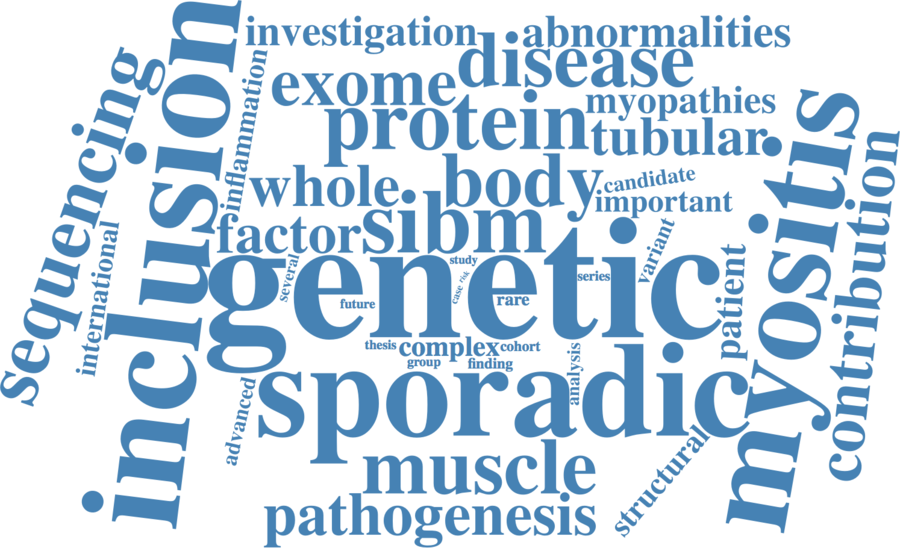 investigation
abnormalities
disease
exome
myopathies
protein
tubular
sequencing
inclusion
inflammation
whole
body
candidate
important
myositis
contribution
factor
sibm
international
several
genetic
study
case
risk
series
variant
patient
future
rare
thesis
complex
cohort
group
finding
analysis
advanced
sporadic
structural
muscle
pathogenesis